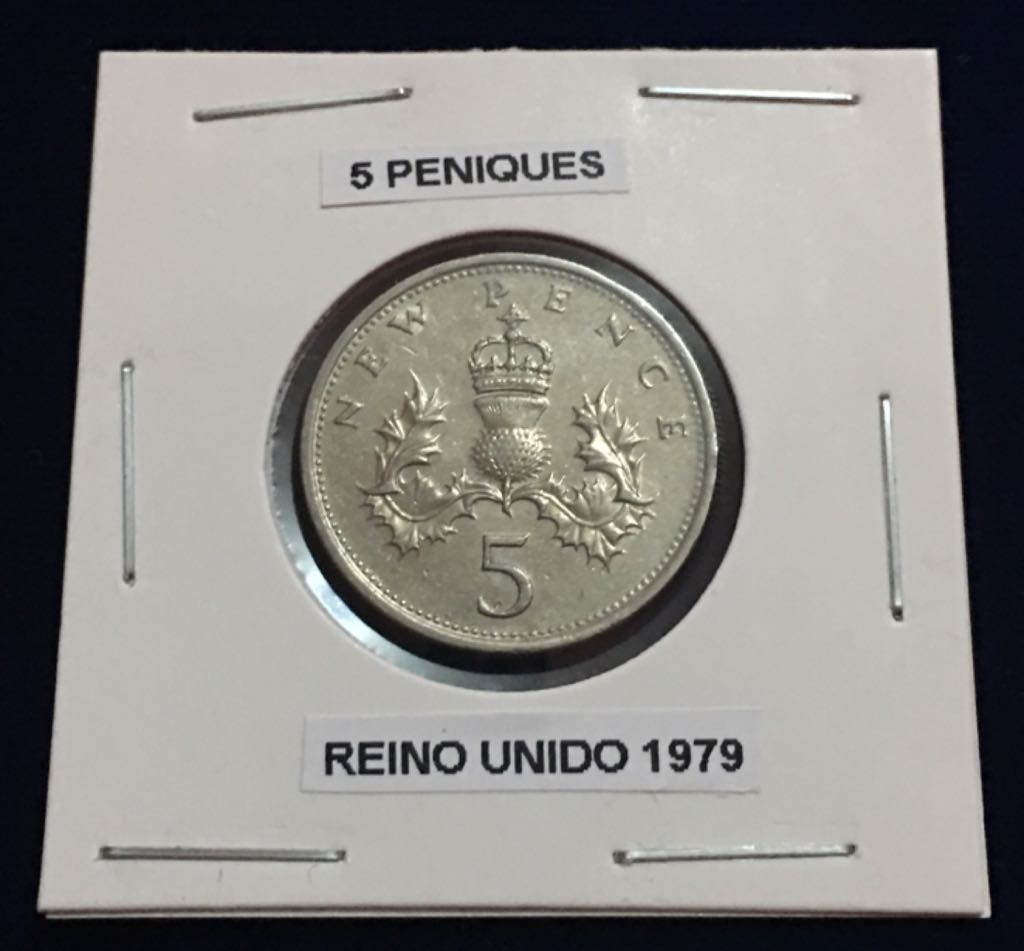 5 PENIQUES
NEW PENCE
5
REINO UNIDO 1979